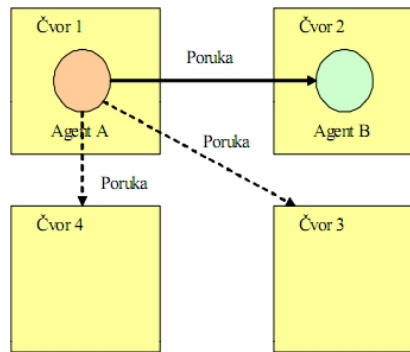 Čvor 1
Čvor 2
Poruka
Agent A
Agent B
Poruka
Poruka
Čvor 4
Čvor 3